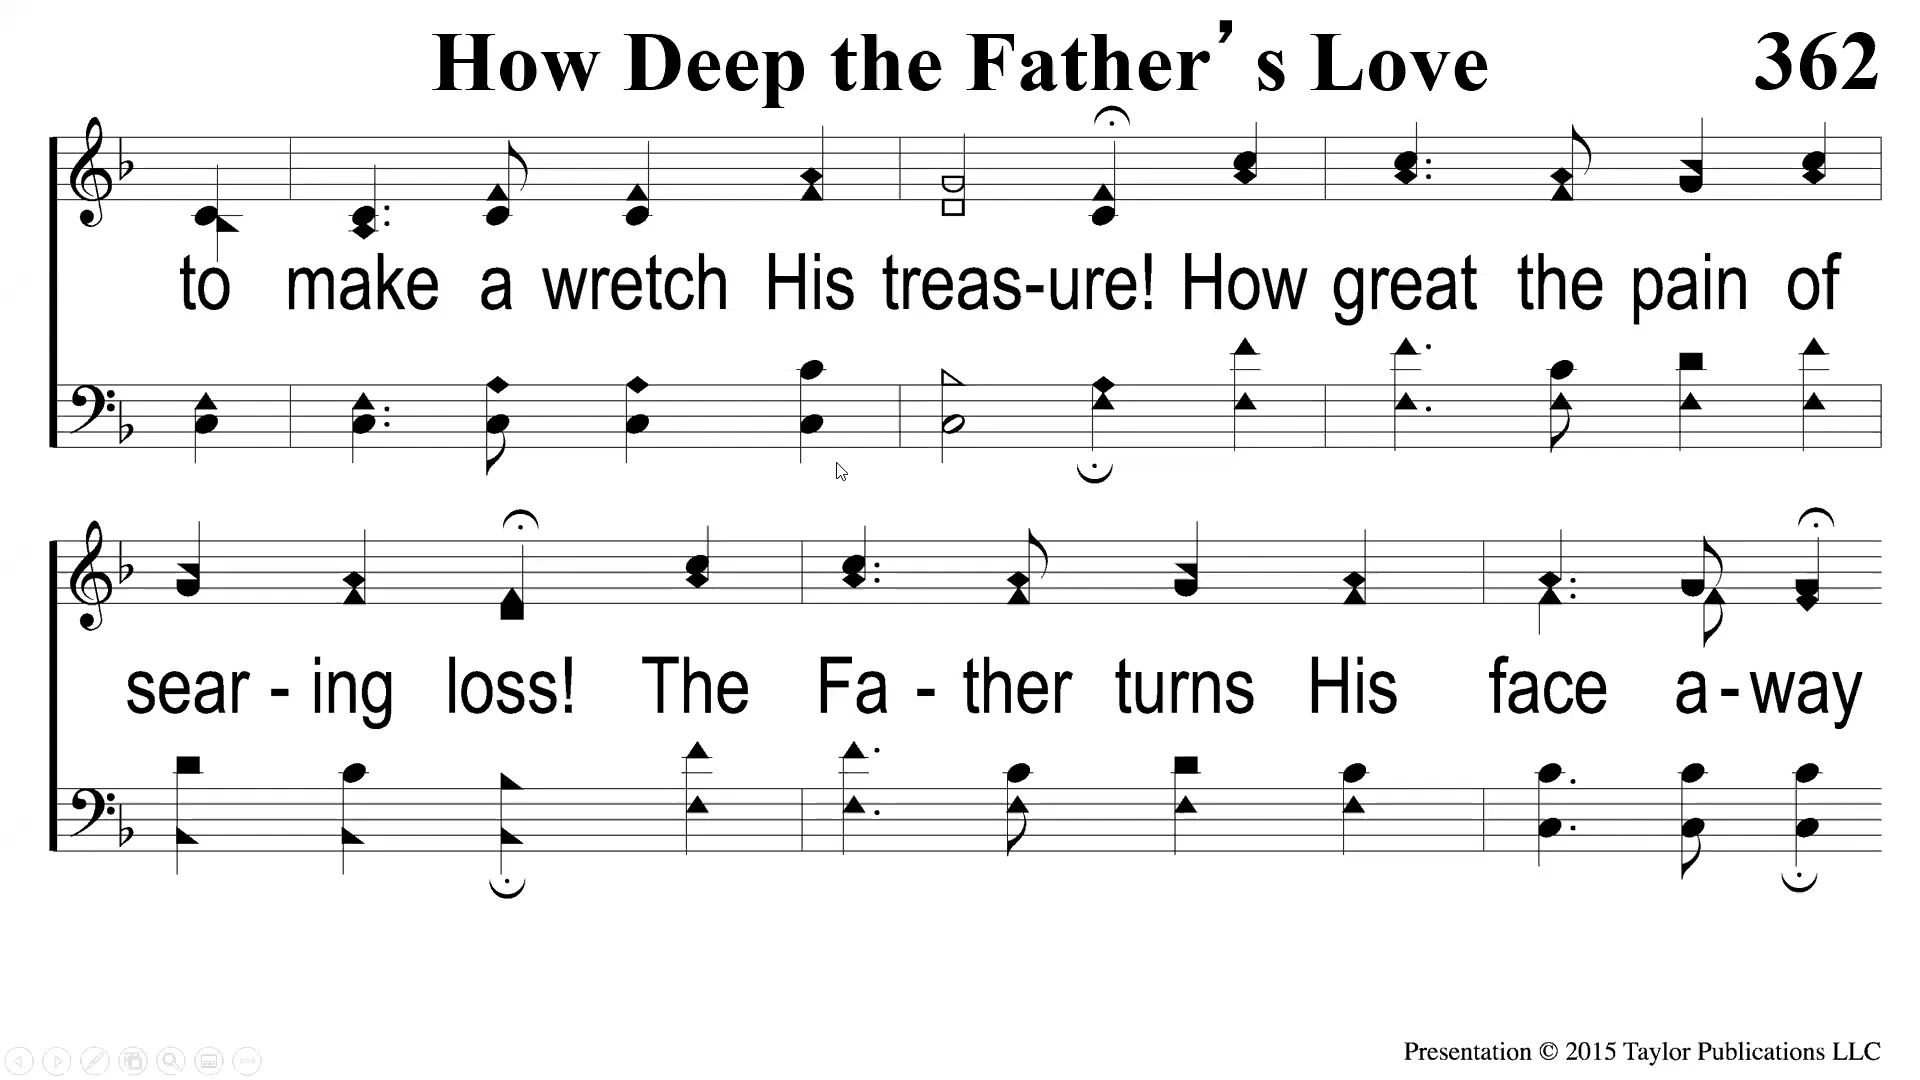 How Deep the Father's Love 362
to make a wretch His treas-ure! How great the pain of
sear - ing loss! The Fa - ther turns His face a - way
Presentation © 2015 Taylor Publications LLC